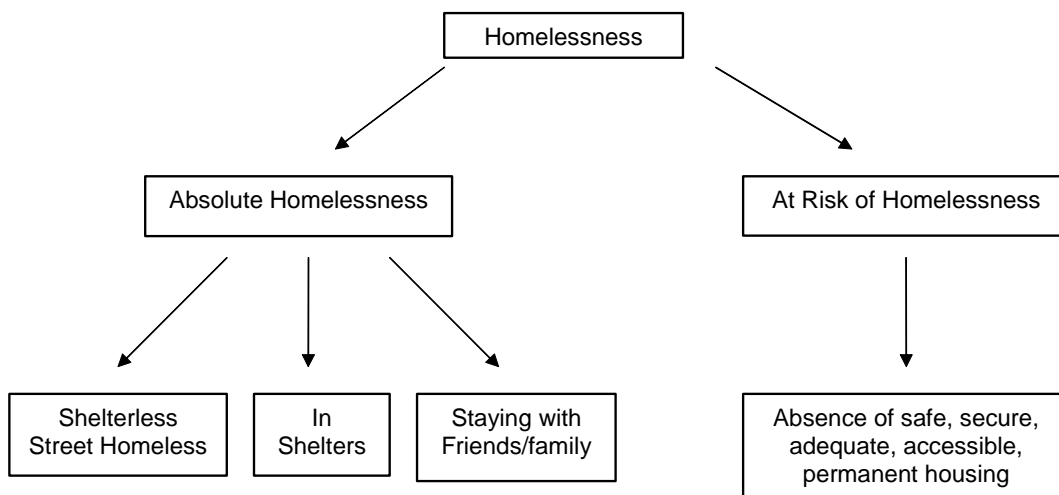 Homelessness
Absolute Homelessness
At Risk of Homelessness
Shelterless
Street Homeless
In
Shelters
Staying with
Friends/family
Absence of safe, secure,
adequate, accessible,
permanent housing